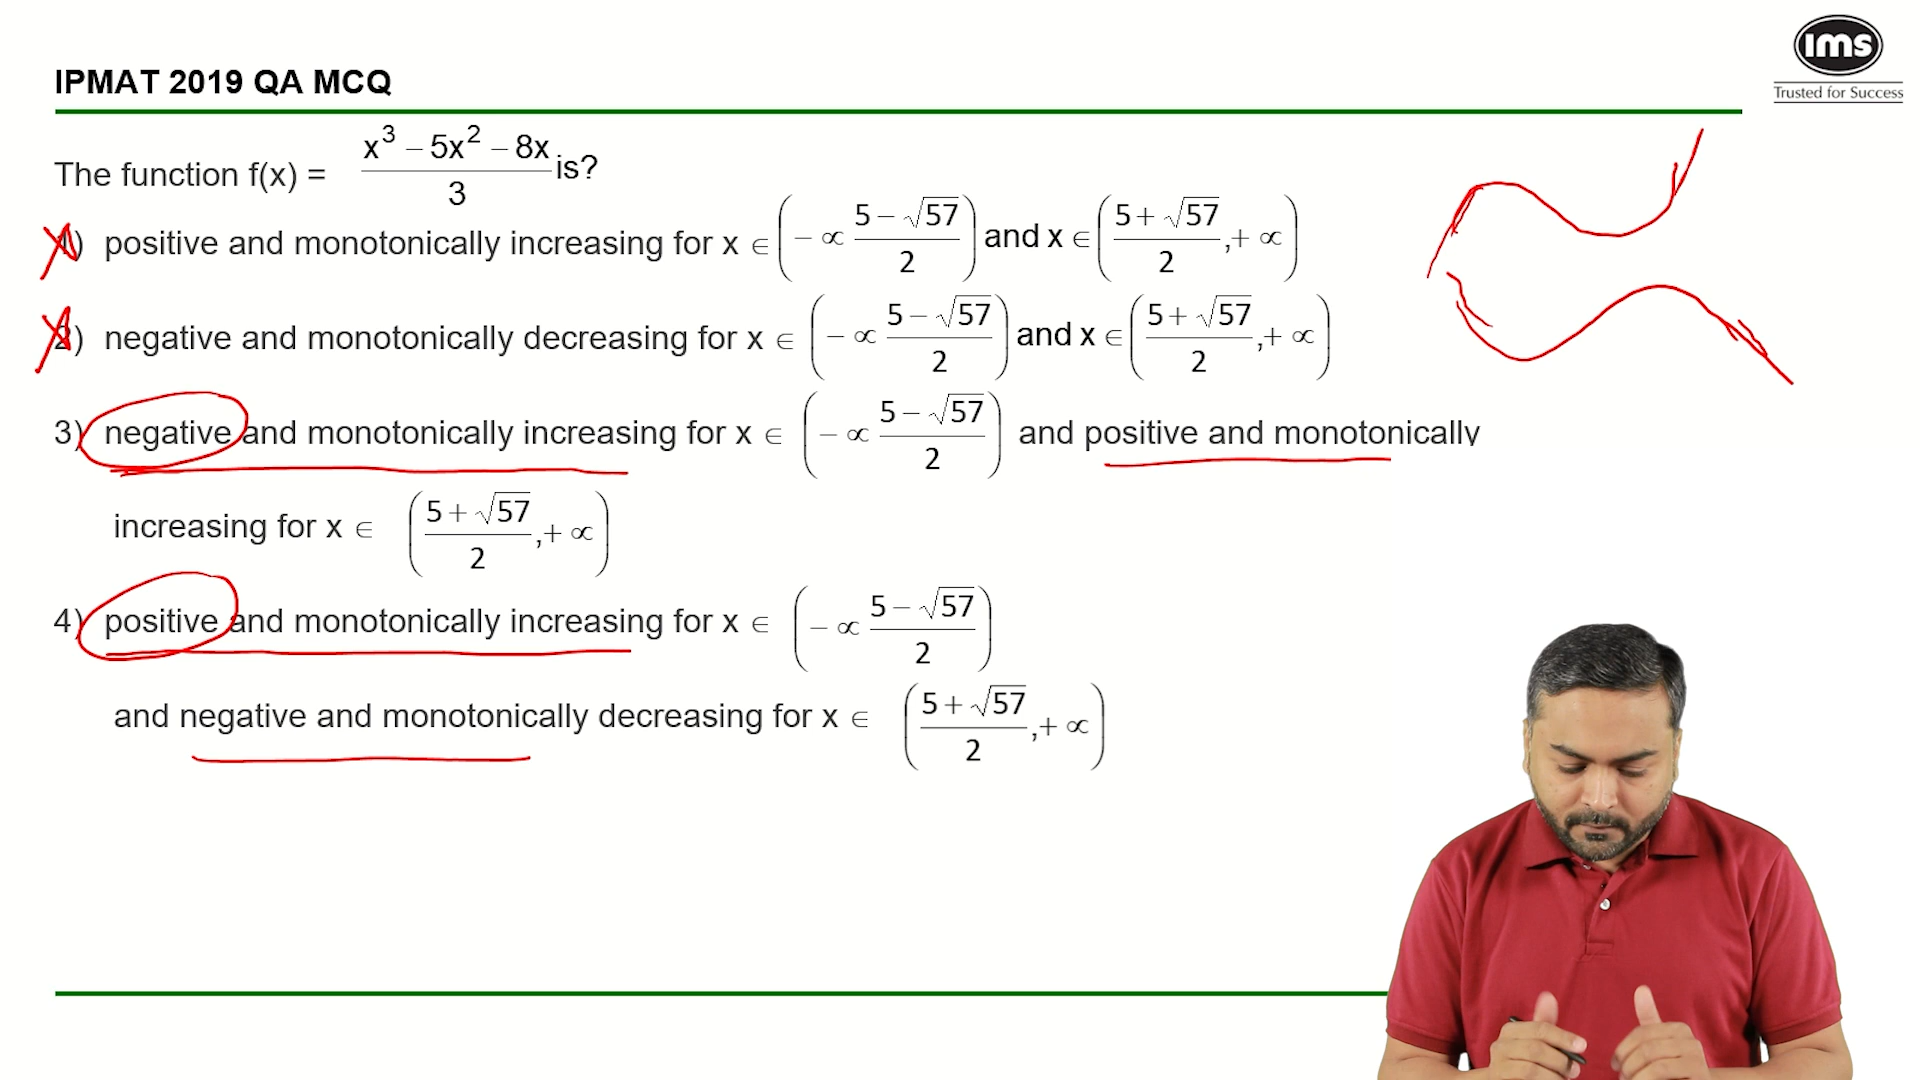 ims
Trusted for Success
IPMAT 2019 QA MCQ
The function f(x) = (x³ – 5x² – 8x)/3 is?
1) positive and monotonically increasing for x ∈ (– ∝ (5 – √57)/2) and x ∈ ((5 + √57)/2 ,+ ∝)
2) negative and monotonically decreasing for x ∈ (– ∝ (5 – √57)/2) and x ∈ ((5 + √57)/2 ,+ ∝)
3) negative and monotonically increasing for x ∈ (– ∝ (5 – √57)/2) and positive and monotonically
increasing for x ∈ ((5 + √57)/2 ,+ ∝)
4) positive and monotonically increasing for x ∈ (– ∝ (5 – √57)/2)
and negative and monotonically decreasing for x ∈ ((5 + √57)/2 ,+ ∝)